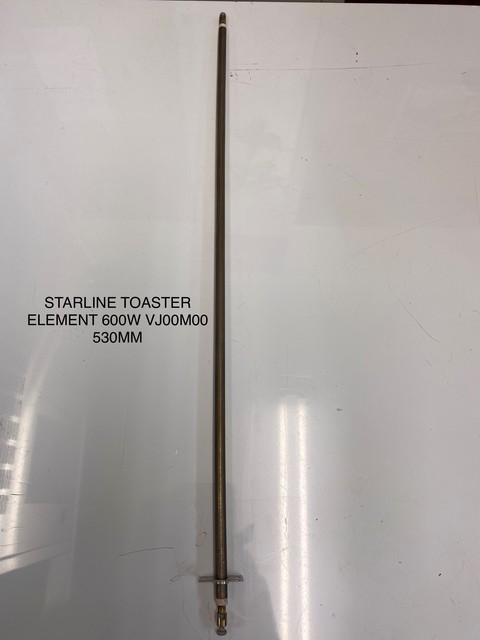 STARLINE TOASTER
ELEMENT 600W VJ00M00
530MM